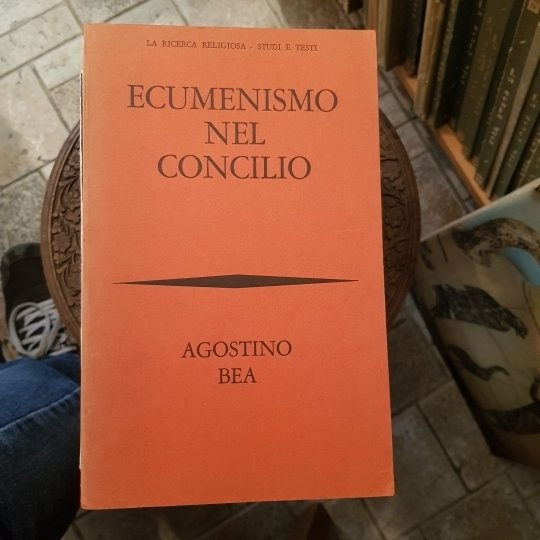 LA RICERCA RELIGIOSA - STUDI E TESTI
ECUMENISMO
NEL
CONCILIO
AGOSTINO
BEA